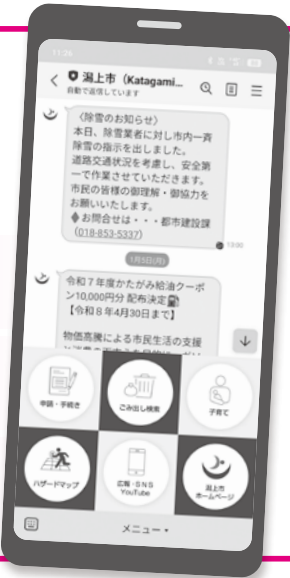 11:26
潟上市（Katagami...
自動で返信しています
〈除雪のお知らせ〉
本日、除雪業者に対し市内一斉
除雪の指示を出しました。
道路交通状況を考慮し、安全第
一で作業させていただきます。
市民の皆様の御理解・御協力を
お願いいたします。
◆お問合せは・・・都市建設課
(018-853-5337)
13:00
1月5日(月)
令和７年度かたがみ給油クーポ
ン10,000円分 配布決定⛽
【令和８年4月30日まで】
物価高騰による市民生活の支援
申請・手続き
ごみ出し検索
子育て
ハザードマップ
広報・SNS
YouTube
潟上市
ホームページ
メニュー・